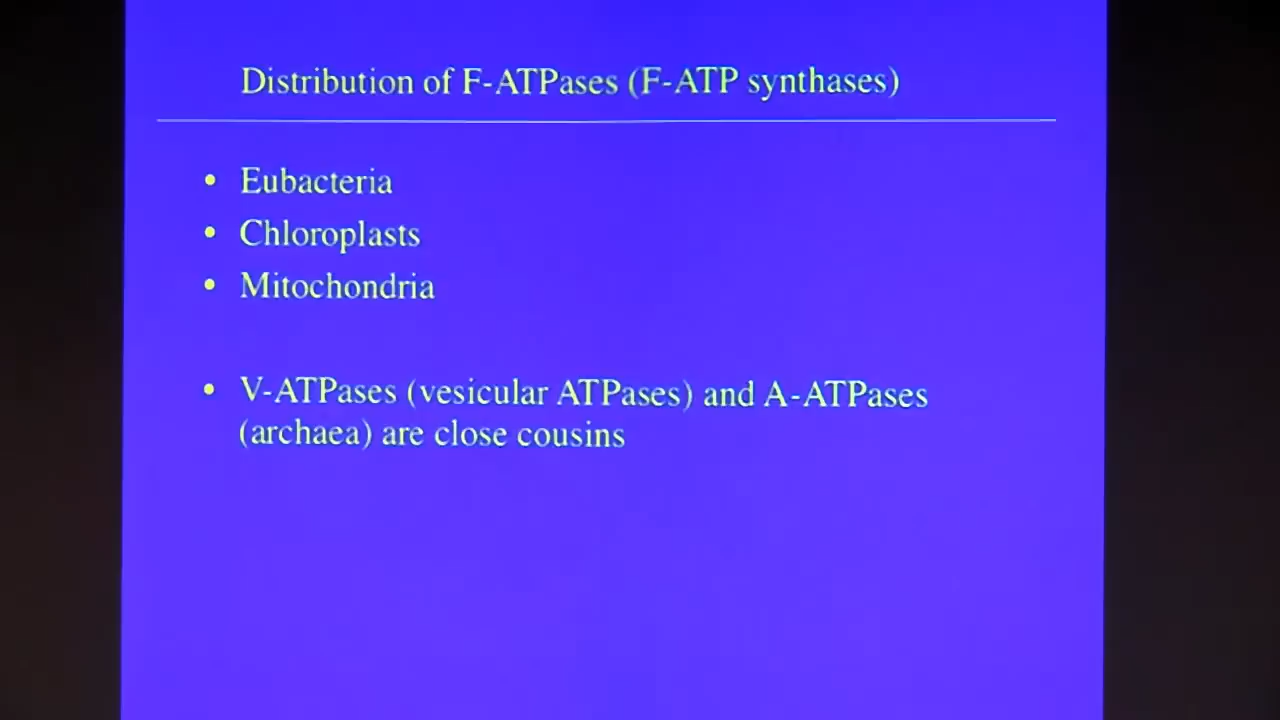 Distribution of F-ATPases (F-ATP synthases)
• Eubacteria
• Chloroplasts
• Mitochondria
• V-ATPases (vesicular ATPases) and A-ATPases
(archaea) are close cousins